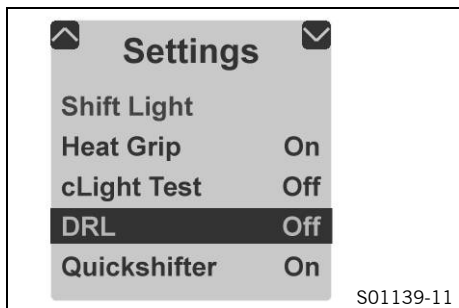 Settings
Shift Light
Heat Grip On
cLight Test Off
DRL Off
Quickshifter On
S01139-11